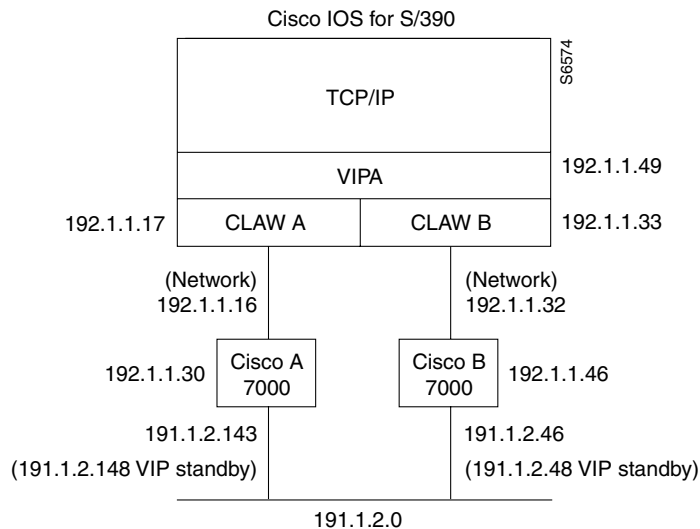 Cisco IOS for S/390
S6574
TCP/IP
VIPA
192.1.1.49
192.1.1.17
CLAW A
CLAW B
192.1.1.33
(Network)
192.1.1.16
(Network)
192.1.1.32
192.1.1.30
Cisco A
7000
Cisco B
7000
192.1.1.46
191.1.2.143
(191.1.2.148 VIP standby)
191.1.2.46
(191.1.2.48 VIP standby)
191.1.2.0